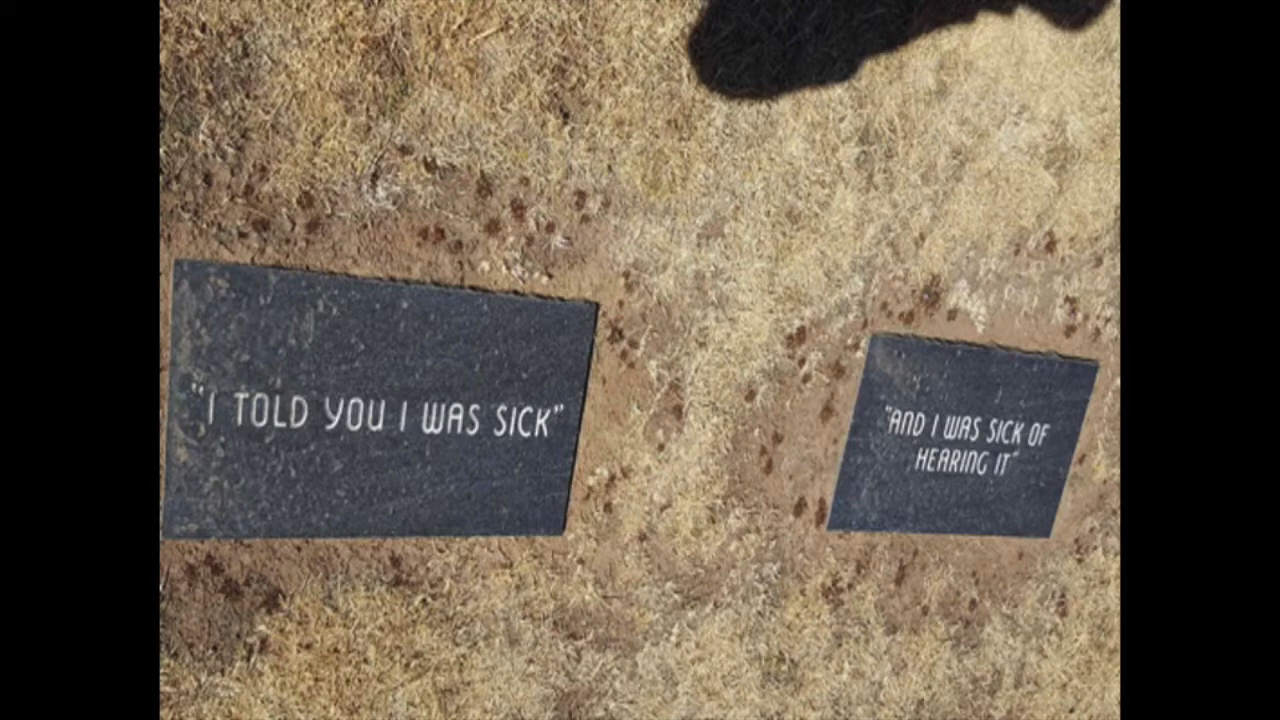 "I TOLD YOU I WAS SICK"
"AND I WAS SICK OF
HEARING IT"